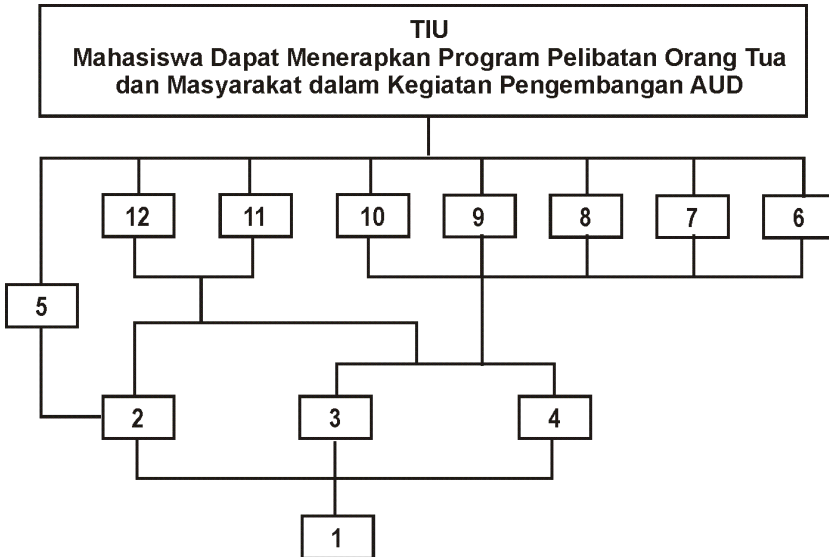 TIU
Mahasiswa Dapat Menerapkan Program Pelibatan Orang Tua
dan Masyarakat dalam Kegiatan Pengembangan AUD
12 11 10 9 8 7 6
5
2 3 4
1